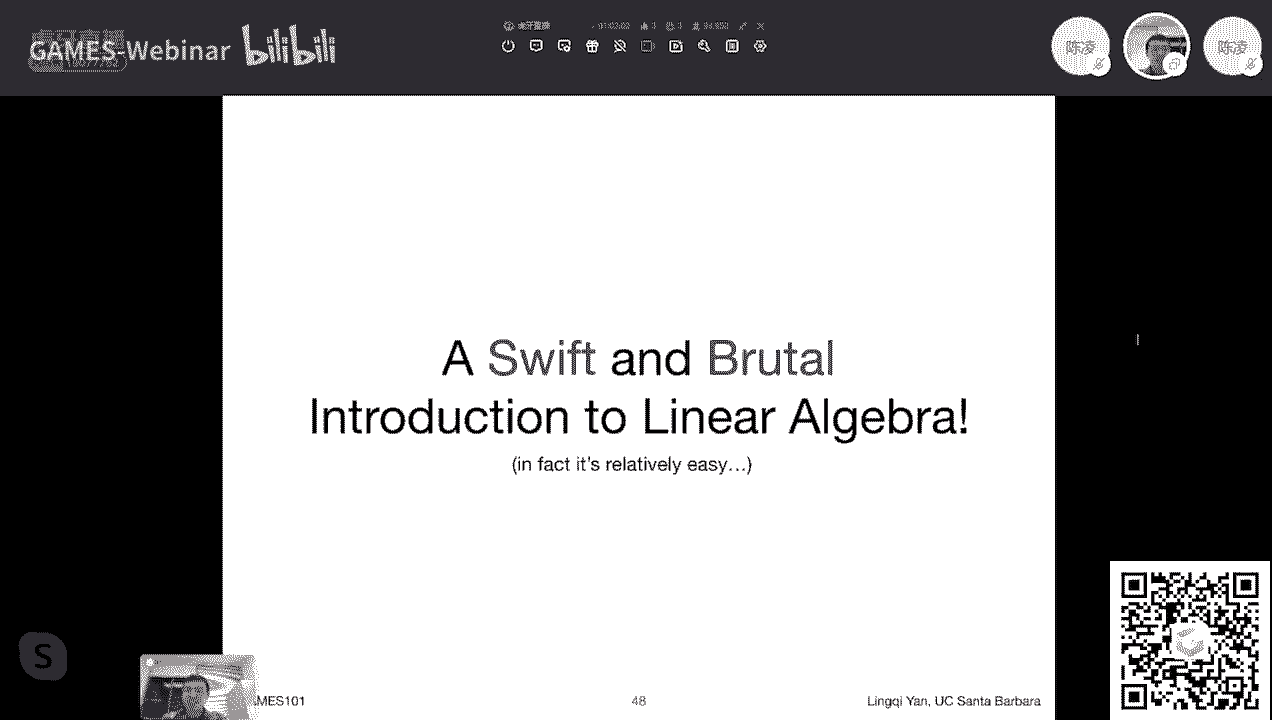 GAMES-Webinar bilibili
陈凌
陈凌
A Swift and Brutal
Introduction to Linear Algebra!
(in fact it's relatively easy…)
S
AMES101
48
Lingqi Yan, UC Santa Barbara